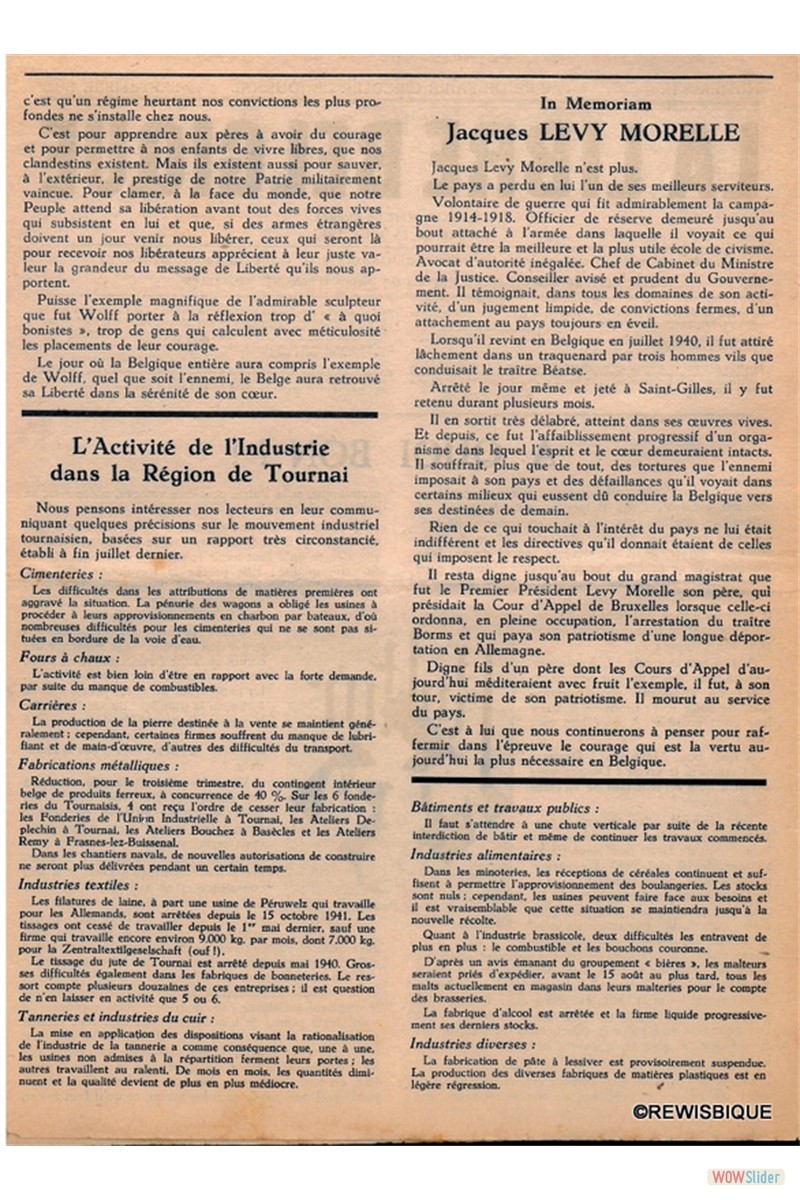 c'est qu'un régime heurtant nos convictions les plus pro-
fondes ne s'installe chez nous.
C'est pour apprendre aux pères à avoir du courage
et pour permettre à nos enfants de vivre libres, que nos
clandestins existent. Mais ils existent aussi pour sauver,
à l'extérieur, le prestige de notre Patrie militairement
vaincue. Pour clamer, à la face du monde, que notre
Peuple attend sa libération avant tout des forces vives
qui subsistent en lui et que, si des armes étrangères
doivent un jour venir nous libérer, ceux qui seront là
pour recevoir nos libérateurs apprécient à leur juste va-
leur la grandeur du message de Liberté qu'ils nous ap-
portent.
Puisse l'exemple magnifique de l'admirable sculpteur
que fut Wolff porter à la réflexion trop d' « à quoi
bonistes », trop de gens qui calculent avec méticulosité
les placements de leur courage.
Le jour où la Belgique entière aura compris l'exemple
de Wolff, quel que soit l'ennemi, le Belge aura retrouvé
sa Liberté dans la sérénité de son cœur.
L'Activité de l'Industrie
dans la Région de Tournai
Nous pensons intéresser nos lecteurs en leur commu-
niquant quelques précisions sur le mouvement industriel
tournaisien, basées sur un rapport très circonstancié,
établi à fin juillet dernier.
Cimenteries :
Les difficultés dans les attributions de matières premières ont
aggravé la situation. La pénurie des wagons a obligé les usines à
procéder à leurs approvisionnements en charbon par bateaux, d'où
nombreuses difficultés pour les cimenteries qui ne se sont pas si-
tuées en bordure de la voie d'eau.
Fours à chaux :
L'activité est bien loin d'être en rapport avec la forte demande,
par suite du manque de combustibles.
Carrières :
La production de la pierre destinée à la vente se maintient géné-
ralement ; cependant, certaines firmes souffrent du manque de lubri-
fiant et de main-d'œuvre, d'autres des difficultés du transport.
Fabrications métalliques :
Réduction, pour le troisième trimestre, du contingent intérieur
belge de produits ferreux, à concurrence de 40 %. Sur les 6 fonde-
ries du Tournaisis, 4 ont reçu l'ordre de cesser leur fabrication :
les Fonderies de l'Union Industrielle à Tournai, les Ateliers De-
plechin à Tournai, les Ateliers Bouchez à Basècles et les Ateliers
Remy à Frasnes-lez-Buissenal.
Dans les chantiers navals, de nouvelles autorisations de construire
ne seront plus délivrées pendant un certain temps.
Industries textiles :
Les filatures de laine, à part une usine de Péruwelz qui travaille
pour les Allemands, sont arrêtées depuis le 15 octobre 1941. Les
tissages ont cessé de travailler depuis le 1er mai dernier, sauf une
firme qui travaille encore environ 9.000 kg. par mois, dont 7.000 kg.
pour la Zentraltextilgeselschaft (ouf !).
Le tissage du jute de Tournai est arrêté depuis mai 1940. Gros-
ses difficultés également dans les fabriques de bonneteries. Le res-
sort compte plusieurs douzaines de ces entreprises ; il est question
de n'en laisser en activité que 5 ou 6.
Tanneries et industries du cuir :
La mise en application des dispositions visant la rationalisation
de l'industrie de la tannerie a comme conséquence que, une à une,
les usines non admises à la répartition ferment leurs portes ; les
autres travaillent au ralenti. De mois en mois, les quantités dimi-
nuent et la qualité devient de plus en plus médiocre.
In Memoriam
Jacques LEVY MORELLE
Jacques Levy Morelle n'est plus.
Le pays a perdu en lui l'un de ses meilleurs serviteurs.
Volontaire de guerre qui fit admirablement la campa-
gne 1914-1918. Officier de réserve demeuré jusqu'au
bout attaché à l'armée dans laquelle il voyait ce qui
pourrait être la meilleure et la plus utile école de civisme.
Avocat d'autorité inégalée. Chef de Cabinet du Ministre
de la Justice. Conseiller avisé et prudent du Gouverne-
ment. Il témoignait, dans tous les domaines de son acti-
vité, d'un jugement limpide, de convictions fermes, d'un
attachement au pays toujours en éveil.
Lorsqu'il revint en Belgique en juillet 1940, il fut attiré
lâchement dans un traquenard par trois hommes vils que
conduisait le traître Béatse.
Arrêté le jour même et jeté à Saint-Gilles, il y fut
retenu durant plusieurs mois.
Il en sortit très délabré, atteint dans ses œuvres vives.
Et depuis, ce fut l'affaiblissement progressif d'un orga-
nisme dans lequel l'esprit et le cœur demeuraient intacts.
Il souffrait, plus que de tout, des tortures que l'ennemi
imposait à son pays et des défaillances qu'il voyait dans
certains milieux qui eussent dû conduire la Belgique vers
ses destinées de demain.
Rien de ce qui touchait à l'intérêt du pays ne lui était
indifférent et les directives qu'il donnait étaient de celles
qui imposent le respect.
Il resta digne jusqu'au bout du grand magistrat que
fut le Premier Président Levy Morelle son père, qui
présidait la Cour d'Appel de Bruxelles lorsque celle-ci
ordonna, en pleine occupation, l'arrestation du traître
Borms et qui paya son patriotisme d'une longue dépor-
tation en Allemagne.
Digne fils d'un père dont les Cours d'Appel d'au-
jourd'hui méditeraient avec fruit l'exemple, il fut, à son
tour, victime de son patriotisme. Il mourut au service
du pays.
C'est à lui que nous continuerons à penser pour raf-
fermir dans l'épreuve le courage qui est la vertu au-
jourd'hui la plus nécessaire en Belgique.
Bâtiments et travaux publics :
Il faut s'attendre à une chute verticale par suite de la récente
interdiction de bâtir et même de continuer les travaux commencés.
Industries alimentaires :
Dans les minoteries, les réceptions de céréales continuent et suf-
fisent à permettre l'approvisionnement des boulangeries. Les stocks
sont nuls ; cependant, les usines peuvent faire face aux besoins et
il est vraisemblable que cette situation se maintiendra jusqu'à la
nouvelle récolte.
Quant à l'industrie brassicole, deux difficultés les entravent de
plus en plus : le combustible et les bouchons couronne.
D'après un avis émanant du groupement « bières », les malteurs
seraient priés d'expédier, avant le 15 août au plus tard, tous les
malts actuellement en magasin dans leurs malteries pour le compte
des brasseries.
La fabrique d'alcool est arrêtée et la firme liquide progressive-
ment ses derniers stocks.
Industries diverses :
La fabrication de pâte à lessiver est provisoirement suspendue.
La production des diverses fabriques de matières plastiques est en
légère régression.
©REWISBIQUE
WOWSlider